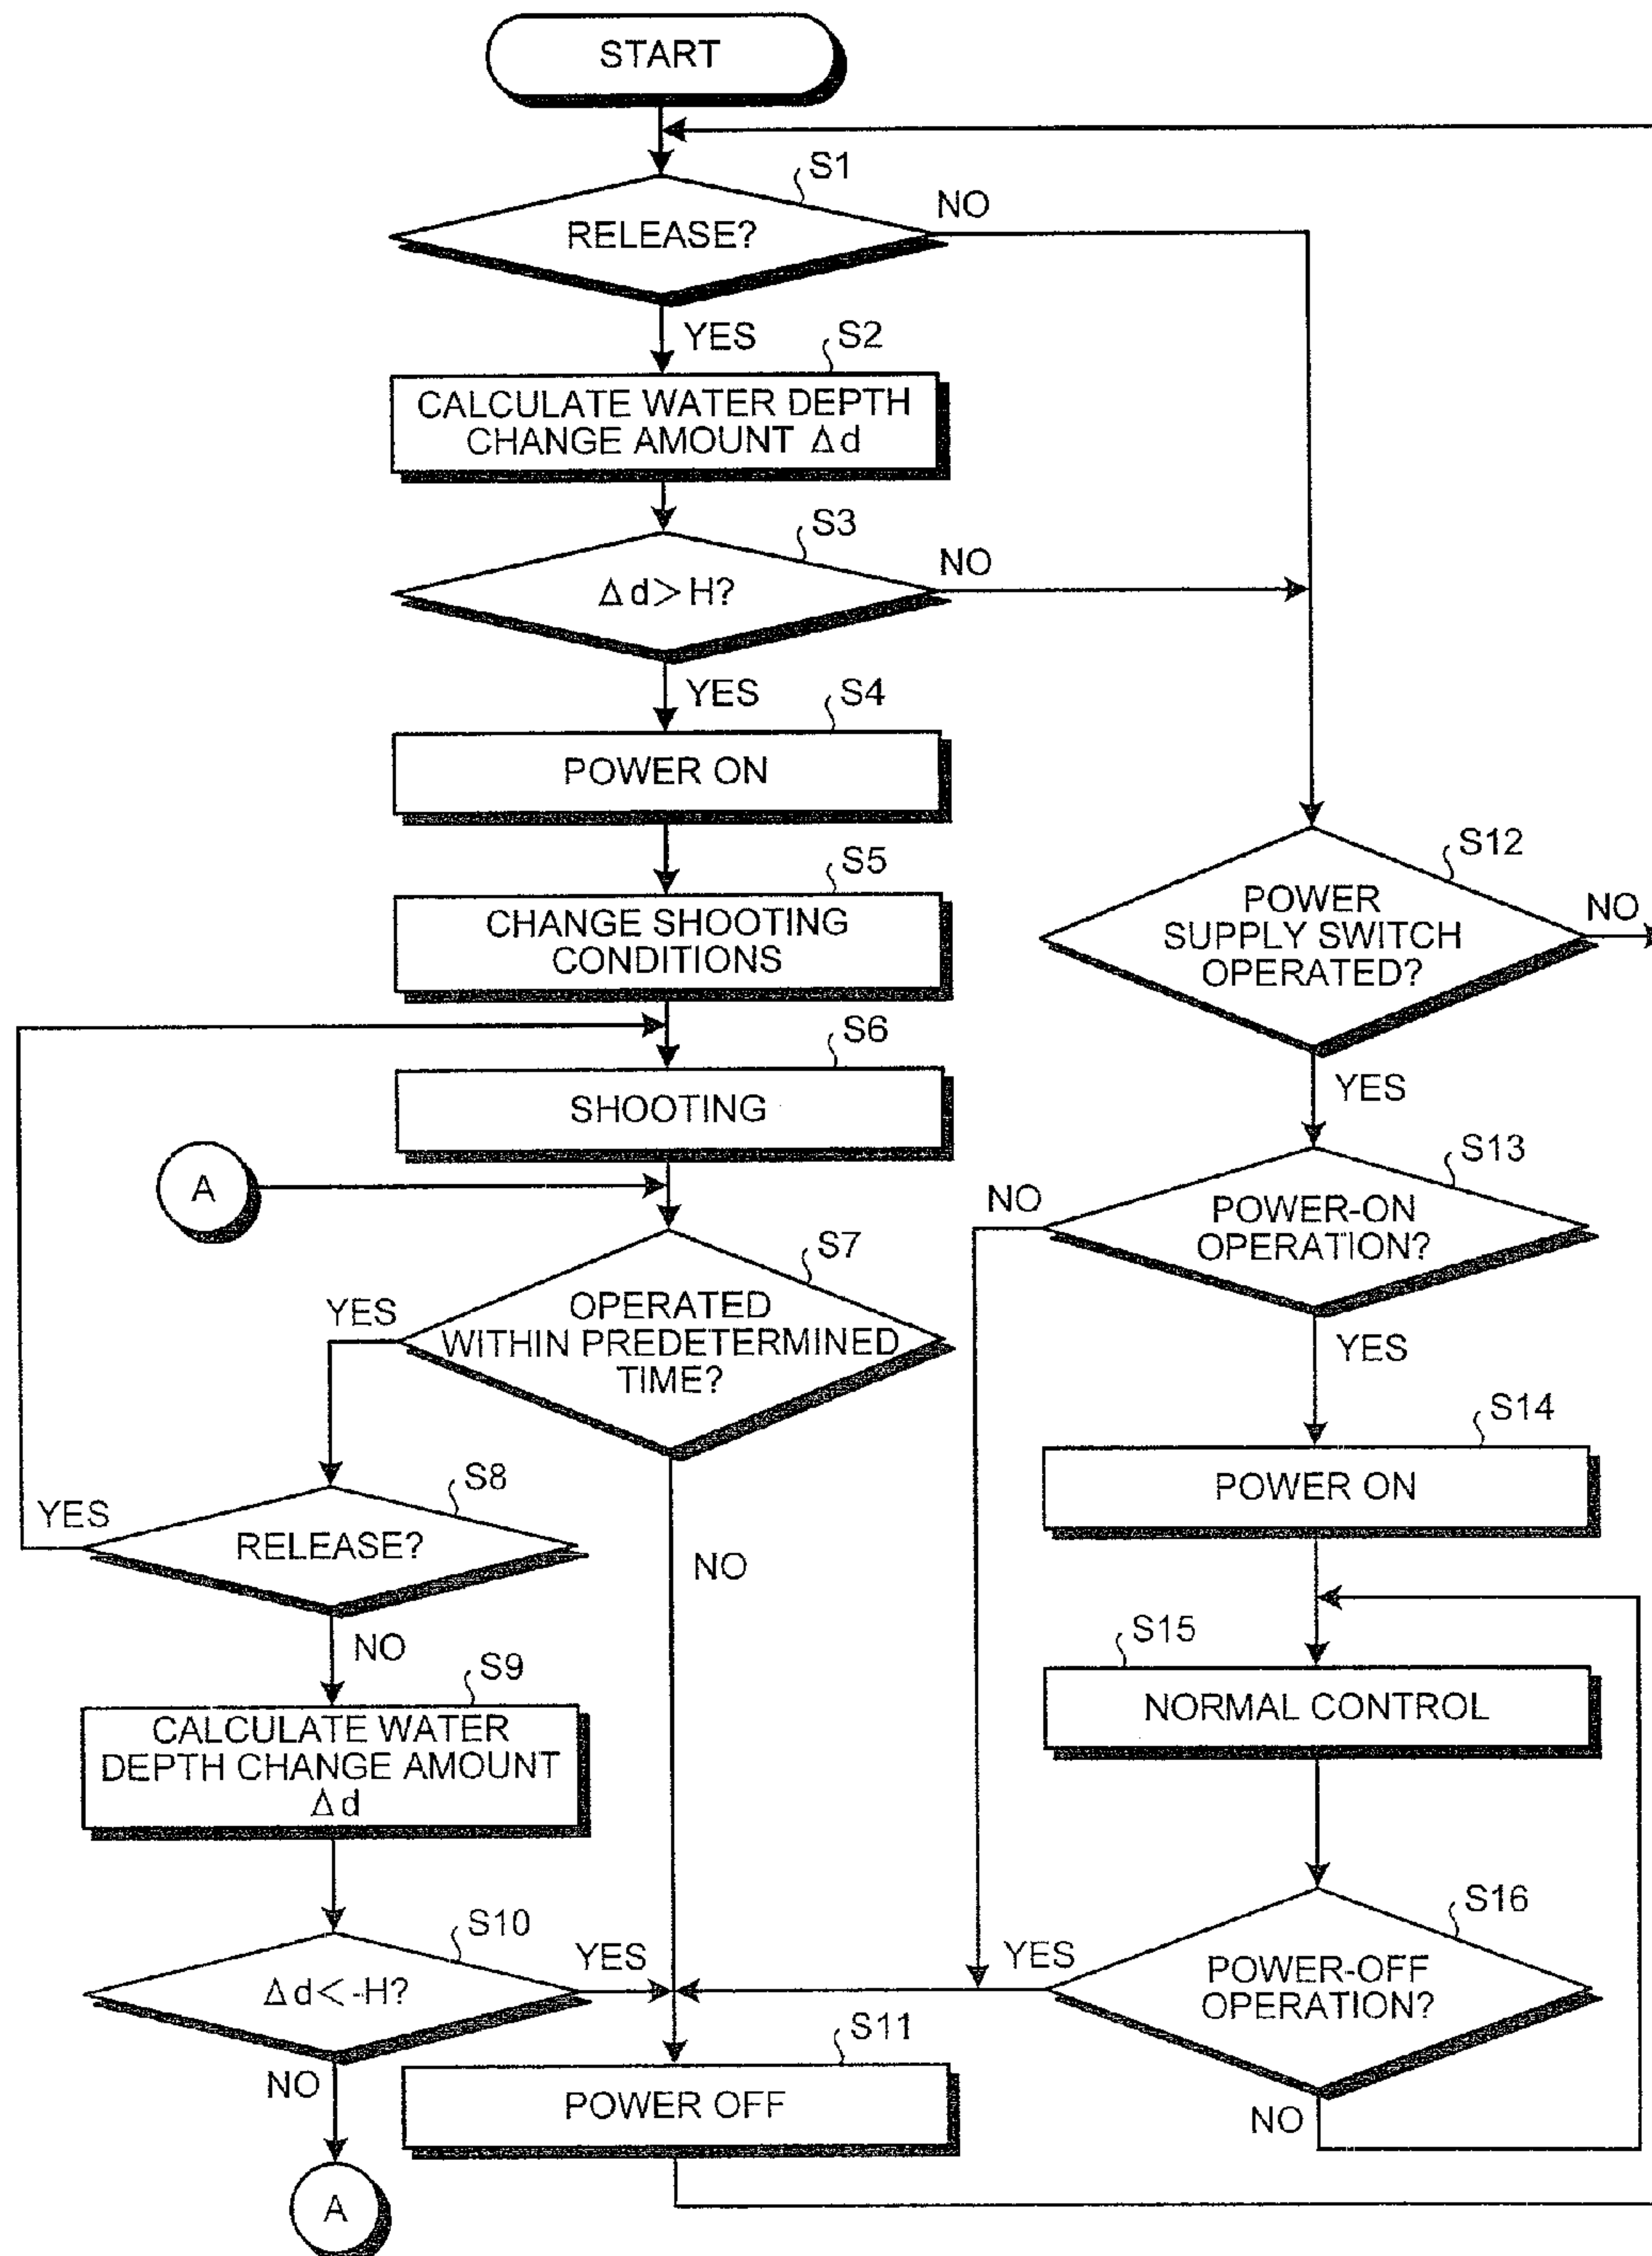 START
S1
RELEASE?
NO
YES
S2
CALCULATE WATER DEPTH
CHANGE AMOUNT Δd
S3
Δd>H?
NO
YES
S4
POWER ON
S5
CHANGE SHOOTING
CONDITIONS
S6
SHOOTING
A
S7
OPERATED
WITHIN PREDETERMINED
TIME?
YES
NO
S8
RELEASE?
YES
NO
S9
CALCULATE WATER
DEPTH CHANGE AMOUNT
Δd
S10
Δd<-H?
YES
NO
A
S11
POWER OFF
S12
POWER
SUPPLY SWITCH
OPERATED?
NO
YES
S13
POWER-ON
OPERATION?
NO
YES
S14
POWER ON
S15
NORMAL CONTROL
S16
POWER-OFF
OPERATION?
YES
NO